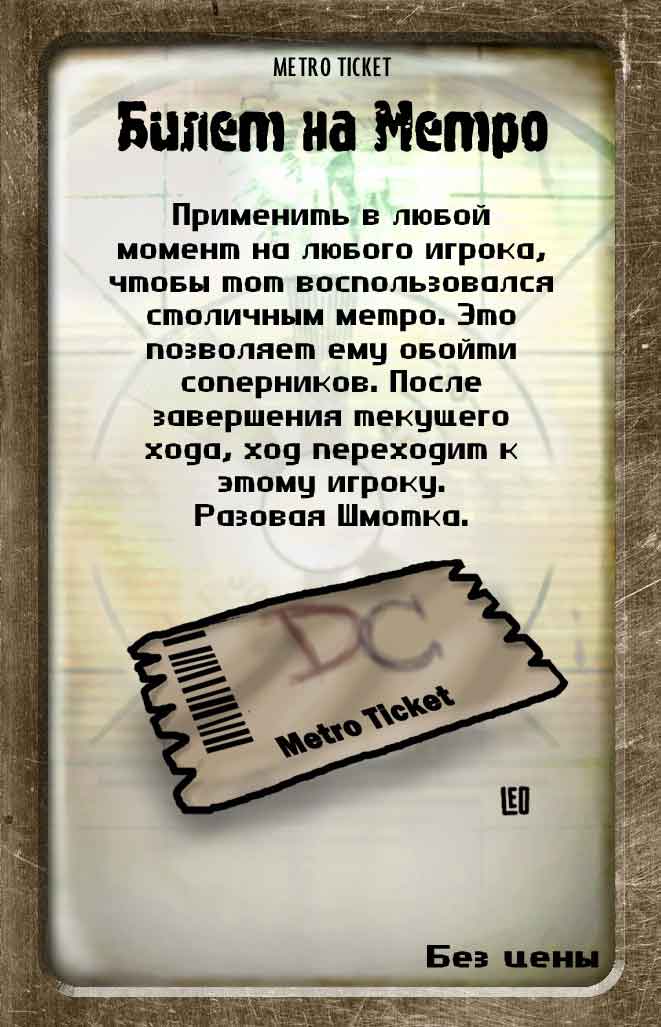 METRO TICKET
Билет на Метро
Применить в любой
момент на любого игрока,
чтобы тот воспользовался
столичным метро. Это
позволяет ему обойти
соперников. После
завершения текущего
хода, ход переходит к
этому игроку.
Разовая Шмотка.
DC
Metro Ticket
LEO
Без цены